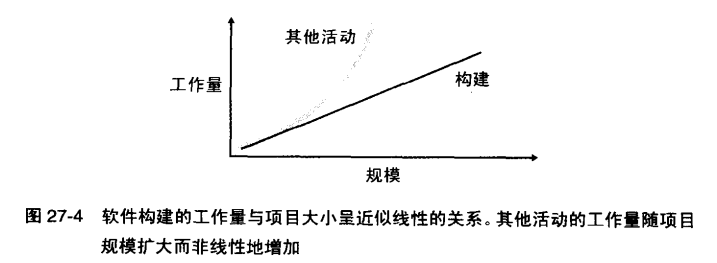 其他活动
工作量
构建
规模
图 27-4 软件构建的工作量与项目大小呈近似线性的关系。其他活动的工作量随项目
规模扩大而非线性地增加